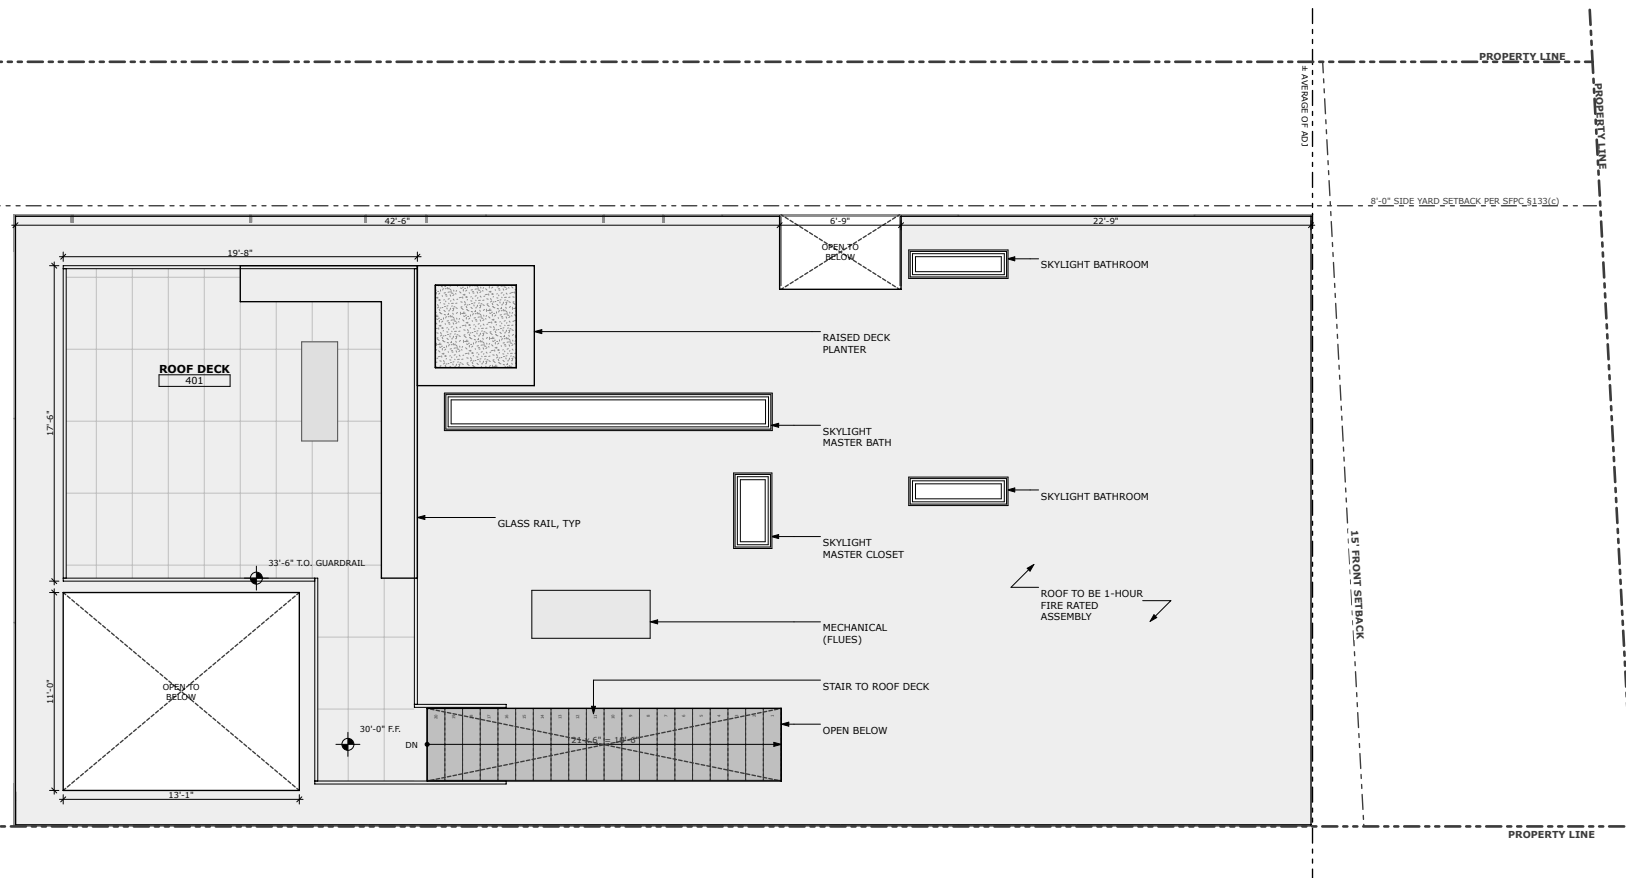 PROPERTY LINE
± AVERAGE OF ADJ
PROPERTY LINE
8'-0" SIDE YARD SETBACK PER SFPC §133(c)
42'-6"
6'-9"
22'-9"
OPEN TO
BELOW
19'-8"
SKYLIGHT BATHROOM
RAISED DECK
PLANTER
ROOF DECK
401
17'-6"
SKYLIGHT
MASTER BATH
SKYLIGHT BATHROOM
GLASS RAIL, TYP
SKYLIGHT
MASTER CLOSET
33'-6" T.O. GUARDRAIL
15' FRONT SETBACK
ROOF TO BE 1-HOUR
FIRE RATED
ASSEMBLY
MECHANICAL
(FLUES)
OPEN TO
BELOW
11'-0"
STAIR TO ROOF DECK
30'-0" F.F.
OPEN BELOW
DN
13'-1"
PROPERTY LINE